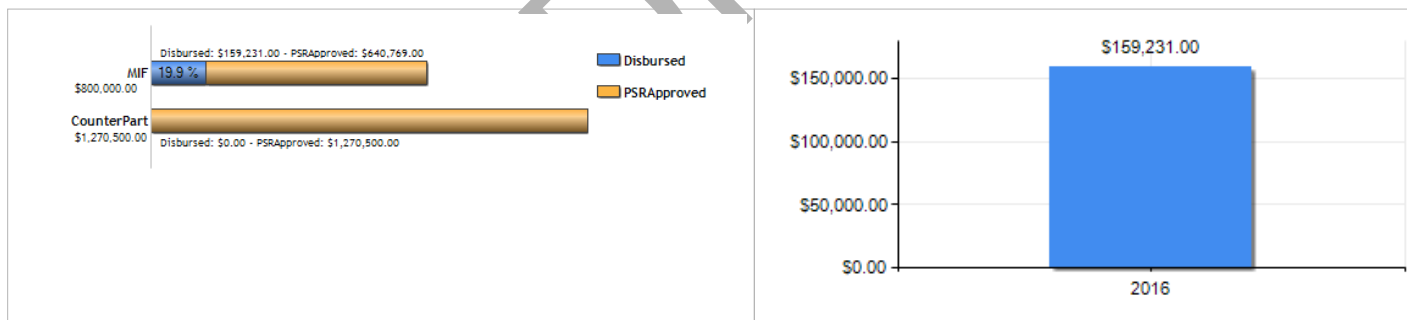 Disbursed: $159,231.00 - PSRApproved: $640,769.00
MIF 19.9 %
$800,000.00
CounterPart
$1,270,500.00
Disbursed: $0.00 - PSRApproved: $1,270,500.00
Disbursed
PSRApproved
$159,231.00
$150,000.00
$100,000.00
$50,000.00
$0.00
2016